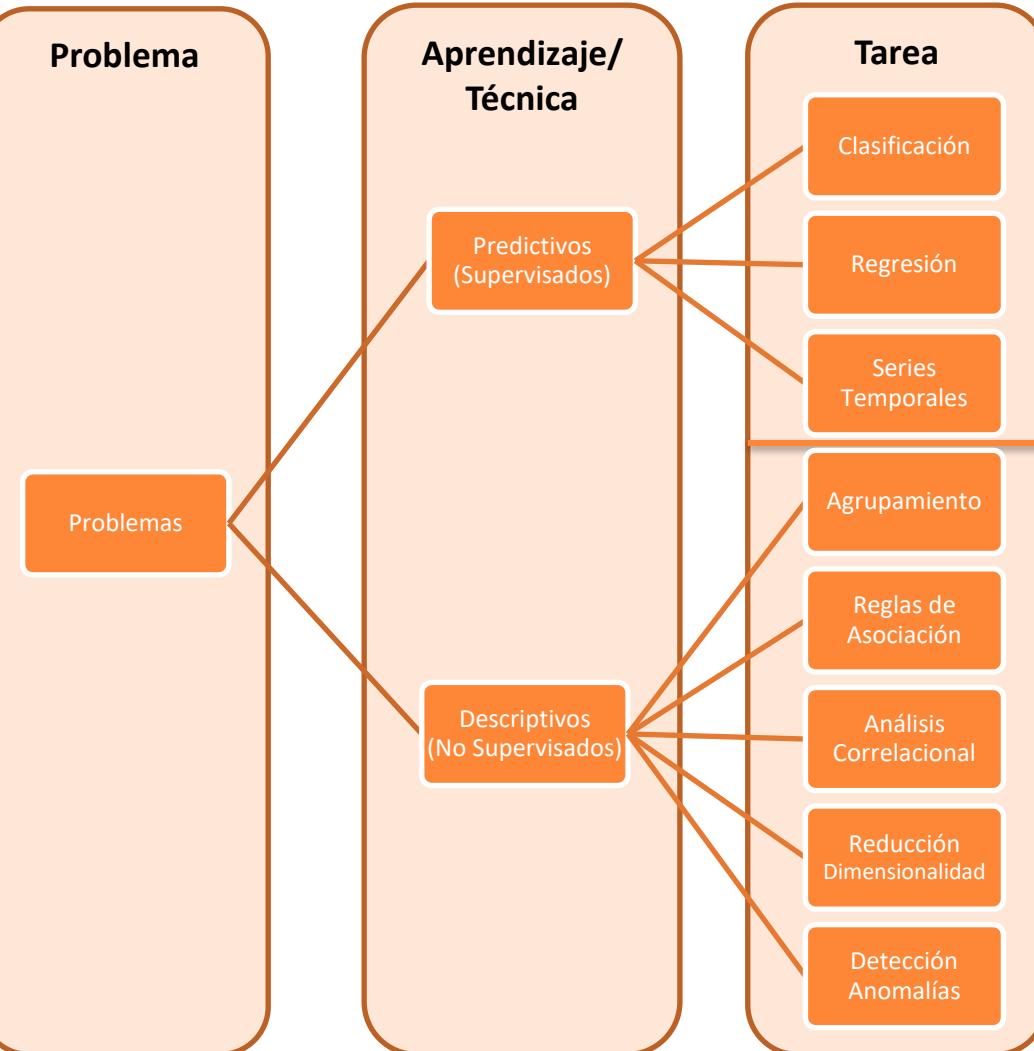 Problema
Aprendizaje/
Técnica
Tarea
Problemas
Predictivos
(Supervisados)
Descriptivos
(No Supervisados)
Clasificación
Regresión
Series
Temporales
Agrupamiento
Reglas de
Asociación
Análisis
Correlacional
Reducción
Dimensionalidad
Detección
Anomalías